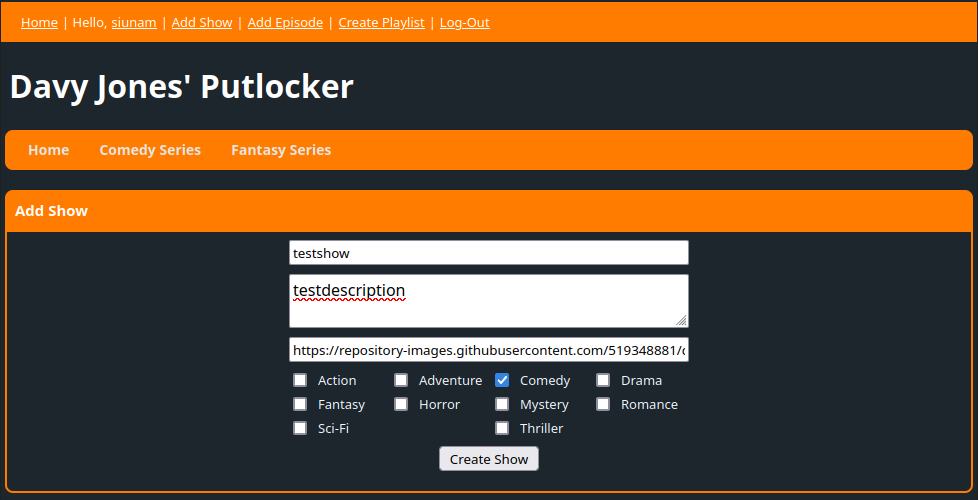 Home | Hello, siunam | Add Show | Add Episode | Create Playlist | Log-Out
Davy Jones' Putlocker
Home Comedy Series Fantasy Series
Add Show
testshow
testdescription
https://repository-images.githubusercontent.com/519348881/
Action Adventure Comedy Drama
Fantasy Horror Mystery Romance
Sci-Fi Thriller
Create Show